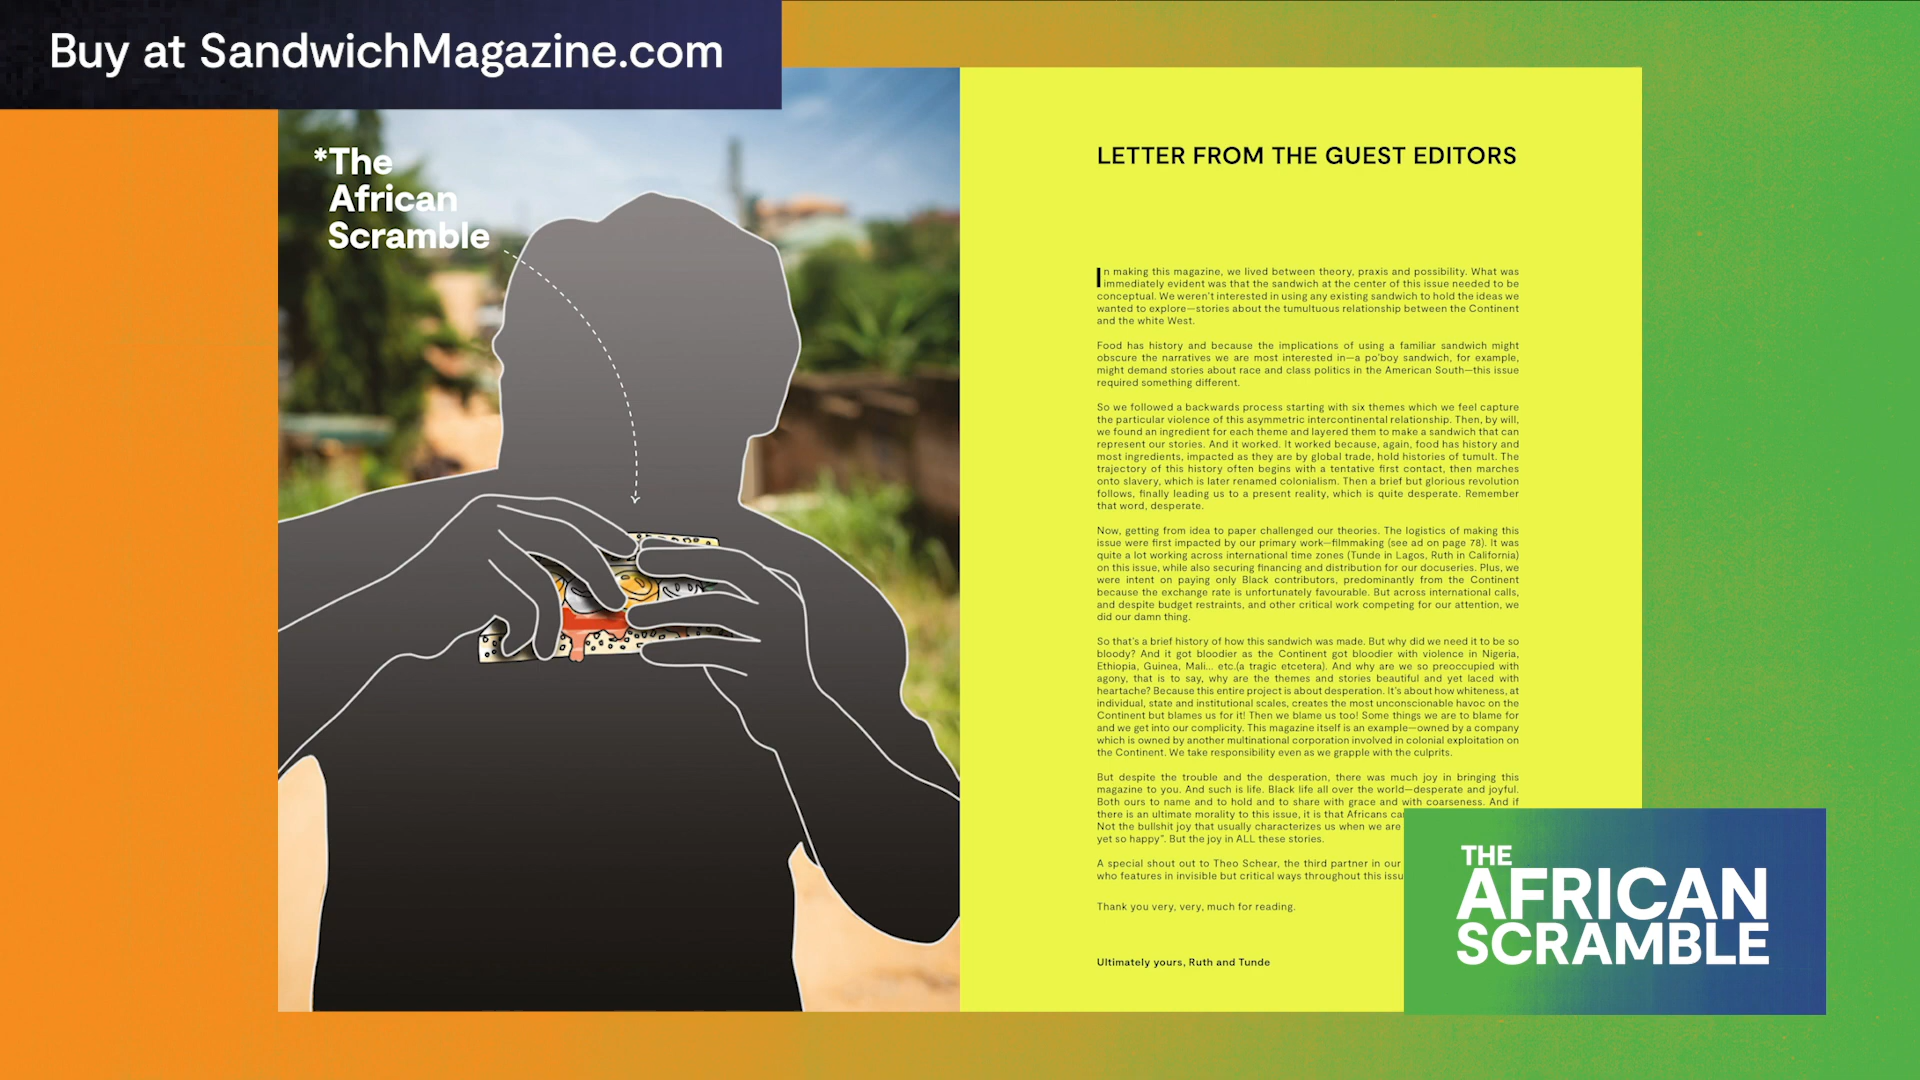 Buy at SandwichMagazine.com
*The
African
Scramble
LETTER FROM THE GUEST EDITORS
In making this magazine, we lived between theory, praxis and possibility. What was
immediately evident was that the sandwich at the center of this issue needed to be
conceptual. We weren't interested in using any existing sandwich to hold the ideas we
wanted to explore—stories about the tumultuous relationship between the Continent
and the white West.
Food has history and because the implications of using a familiar sandwich might
obscure the narratives we are most interested in—a po'boy sandwich, for example,
might demand stories about race and class politics in the American South—this issue
required something different.
So we followed a backwards process starting with six themes which we feel capture
the particular violence of this asymmetric intercontinental relationship. Then, by will,
we found an ingredient for each theme and layered them to make a sandwich that can
represent our stories. And it worked. It worked because, again, food has history and
most ingredients, impacted as they are by global trade, hold histories of tumult. The
trajectory of this history often begins with a tentative first contact, then marches
onto slavery, which is later renamed colonialism. Then a brief but glorious revolution
follows, finally leading us to a present reality, which is quite desperate. Remember
that word, desperate.
Now, getting from idea to paper challenged our theories. The logistics of making this
issue were first impacted by our primary work—filmmaking (see ad on page 78). It was
quite a lot working across international time zones (Tunde in Lagos, Ruth in California)
on this issue, while also securing financing and distribution for our docuseries. Plus, we
were intent on paying only Black contributors, predominantly from the Continent
because the exchange rate is unfortunately favourable. But across international calls,
and despite budget restraints, and other critical work competing for our attention, we
did our damn thing.
So that's a brief history of how this sandwich was made. But why did we need it to be so
bloody? And it got bloodier as the Continent got bloodier with violence in Nigeria,
Ethiopia, Guinea, Mali... etc.(a tragic etcetera). And why are we so preoccupied with
agony, that is to say, why are the themes and stories beautiful and yet laced with
heartache? Because this entire project is about desperation. It's about how whiteness, at
individual, state and institutional scales, creates the most unconscionable havoc on the
Continent but blames us for it! Then we blame us too! Some things we are to blame for
and we get into our complicity. This magazine itself is an example—owned by a company
which is owned by another multinational corporation involved in colonial exploitation on
the Continent. We take responsibility even as we grapple with the culprits.
But despite the trouble and the desperation, there was much joy in bringing this
magazine to you. And such is life. Black life all over the world—desperate and joyful.
Both ours to name and to hold and to share with grace and with coarseness. And if
there is an ultimate morality to this issue, it is that Africans
Not the bullshit joy that usually characterizes us when we are
yet so happy". But the joy in ALL these stories.
A special shout out to Theo Schear, the third partner in our
who features in invisible but critical ways throughout this
Thank you very, very, much for reading.
Ultimately yours, Ruth and Tunde
THE
AFRICAN
SCRAMBLE